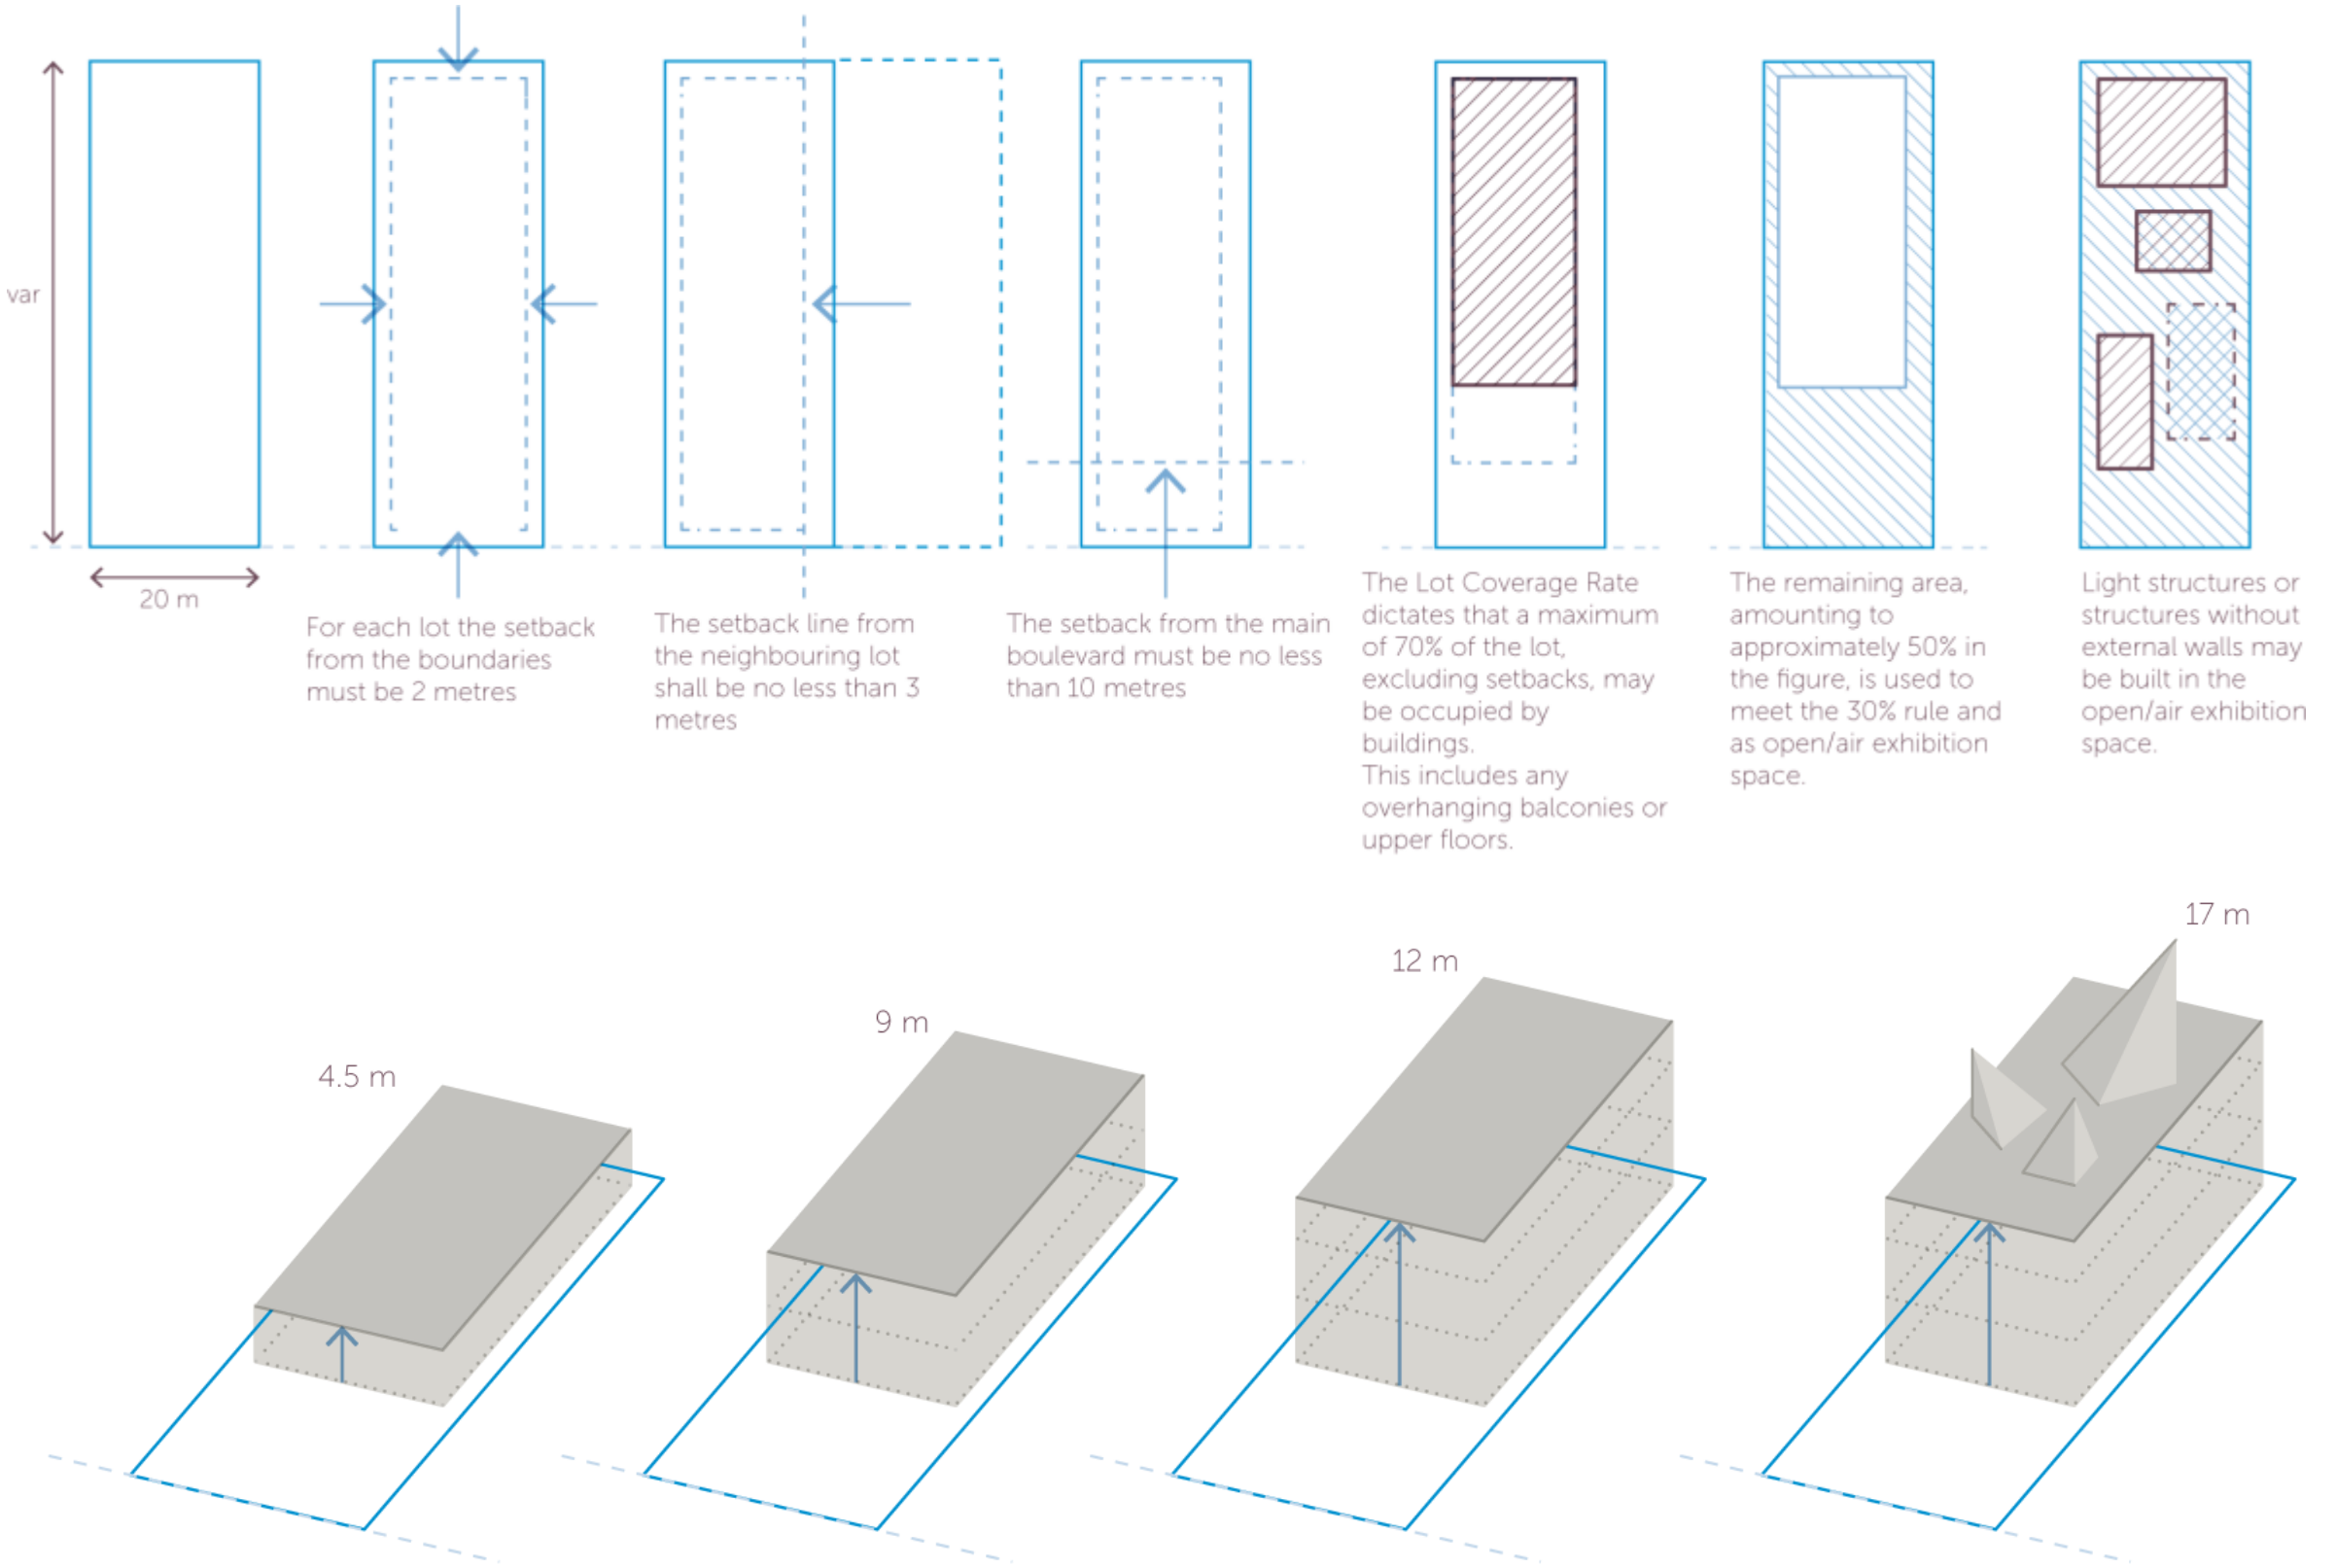 var
20 m
For each lot the setback
from the boundaries
must be 2 metres
The setback line from
the neighbouring lot
shall be no less than 3
metres
The setback from the main
boulevard must be no less
than 10 metres
The Lot Coverage Rate
dictates that a maximum
of 70% of the lot,
excluding setbacks, may
be occupied by
buildings.
This includes any
overhanging balconies or
upper floors.
The remaining area,
amounting to
approximately 50% in
the figure, is used to
meet the 30% rule and
as open/air exhibition
space.
Light structures or
structures without
external walls may
be built in the
open/air exhibition
space.
4.5 m
9 m
12 m
17 m